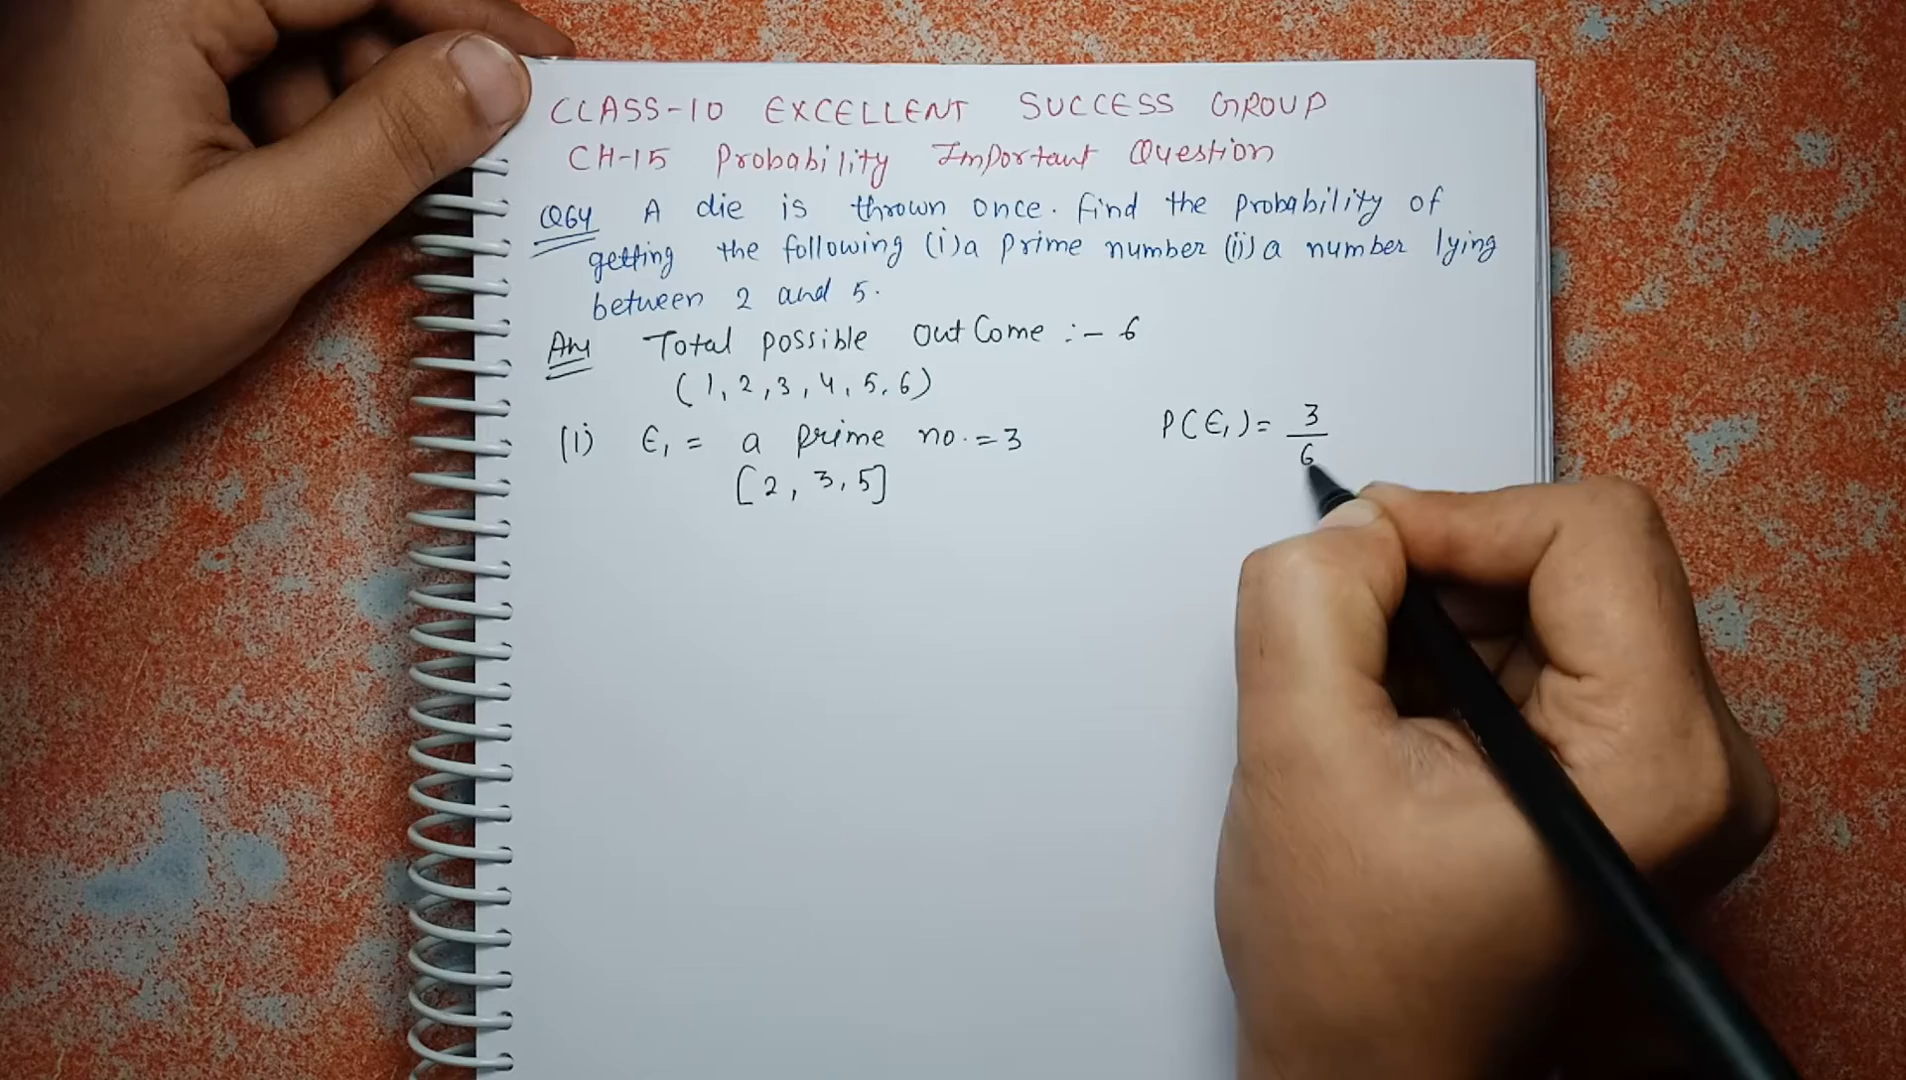 CLASS-10 EXCELLENT SUCCESS GROUP
CH-15 Probability Important Question
Q64 A die is thrown once. find the probability of
getting the following (i) a prime number (ii) a number lying
between 2 and 5.
Ans Total possible outcome :- 6
(1, 2, 3, 4, 5, 6)
(1) E₁ = a prime no. = 3 P(E₁) = 3/6
[2, 3, 5]